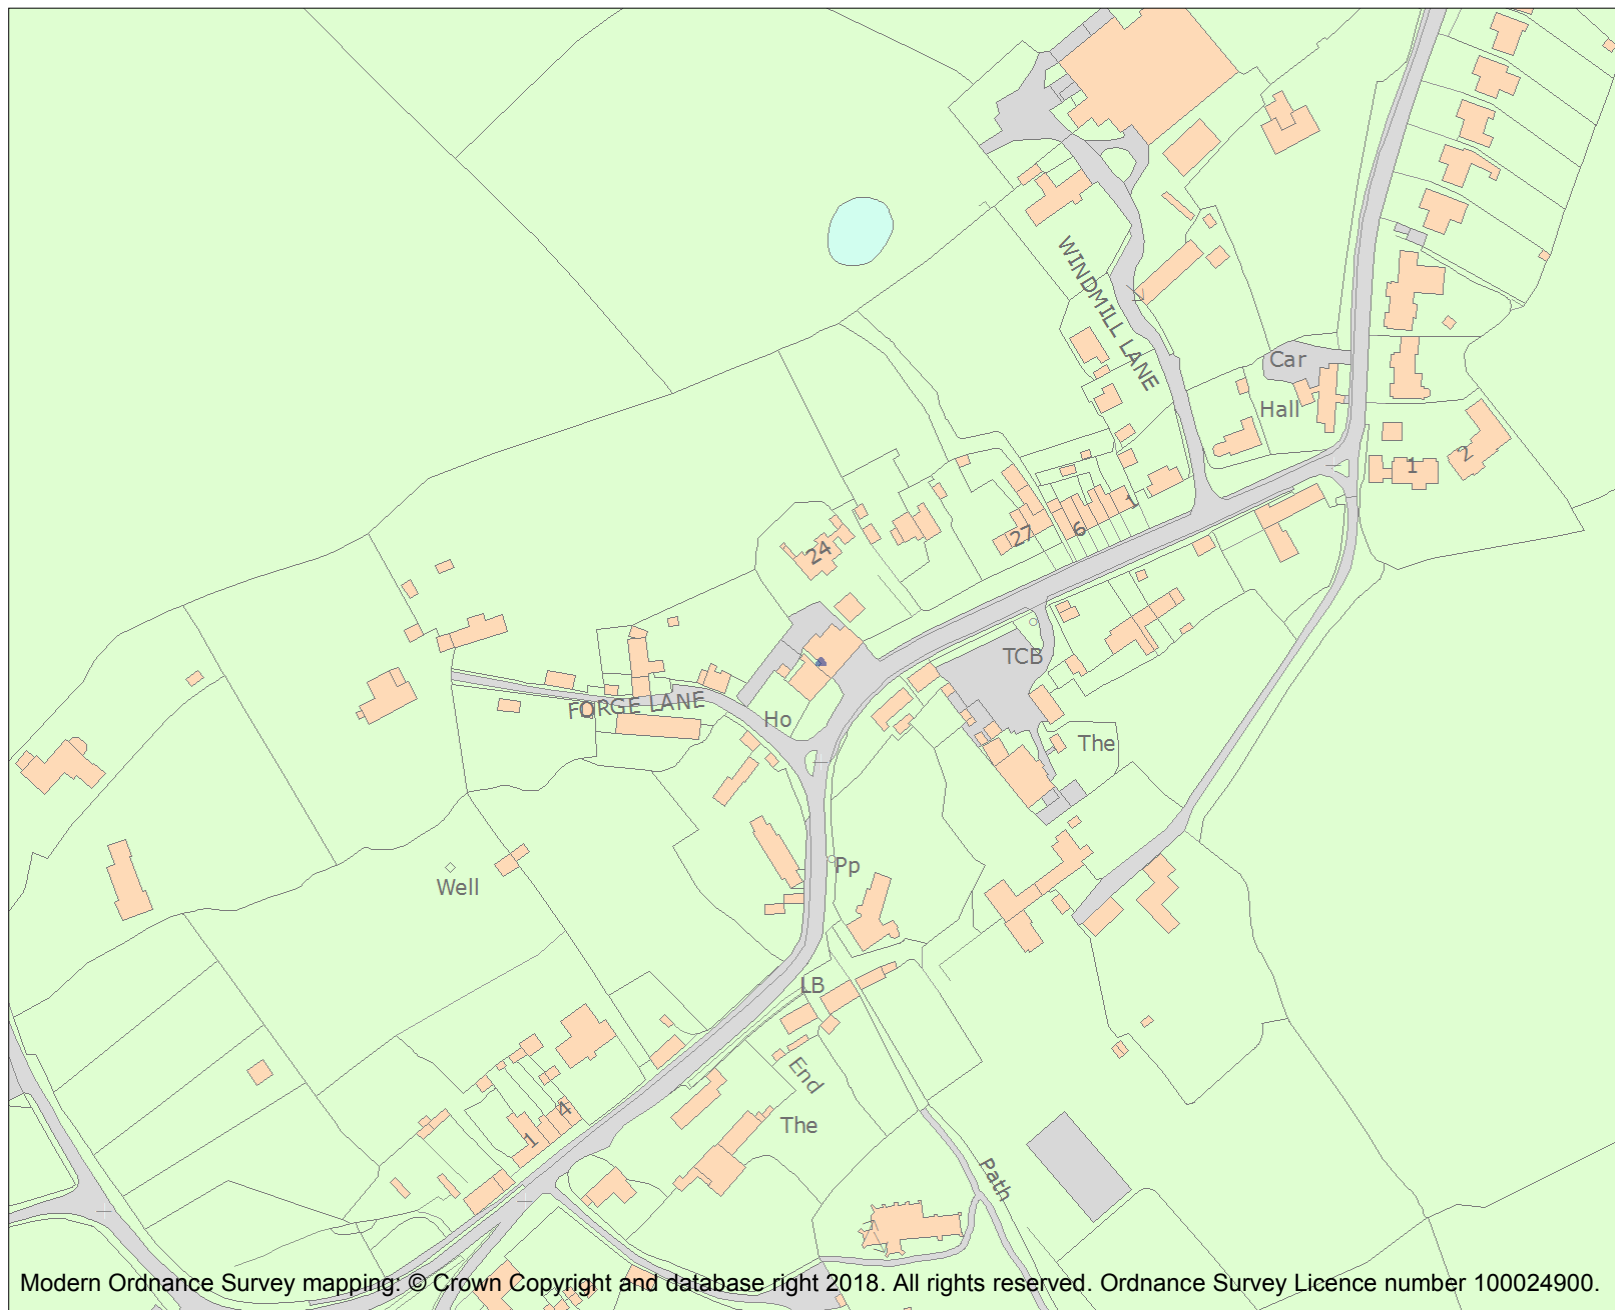 WINDMILL LANE
Car
Hall
1
2
1
6
27
24
TCB
FORGE LANE
Ho
The
Pp
Well
LB
End
4
1
The
Path
Modern Ordnance Survey mapping: © Crown Copyright and database right 2018. All rights reserved. Ordnance Survey Licence number 100024900.